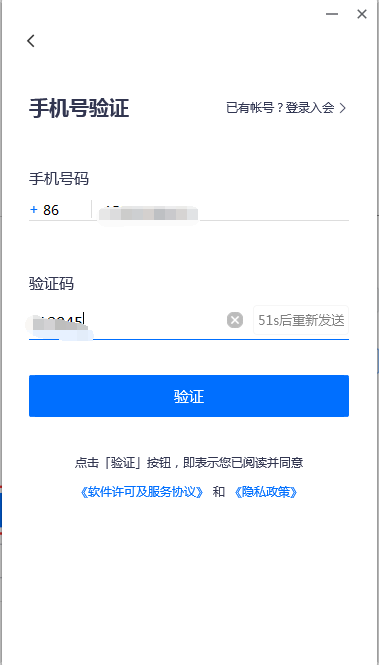 手机号验证
已有帐号？登录入会
手机号码
+ 86
验证码
51s后重新发送
验证
点击「验证」按钮，即表示您已阅读并同意
《软件许可及服务协议》 和 《隐私政策》